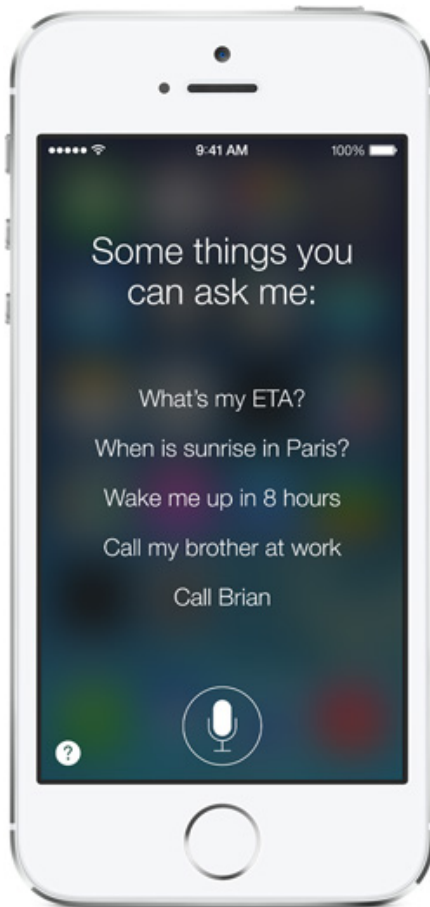 9:41 AM 100%
Some things you
can ask me:
What's my ETA?
When is sunrise in Paris?
Wake me up in 8 hours
Call my brother at work
Call Brian
?